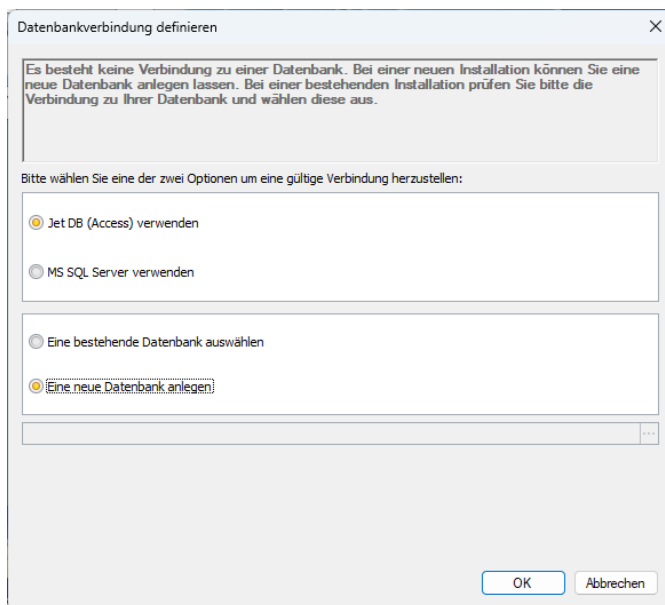 Datenbankverbindung definieren
Es besteht keine Verbindung zu einer Datenbank. Bei einer neuen Installation können Sie eine
neue Datenbank anlegen lassen. Bei einer bestehenden Installation prüfen Sie bitte die
Verbindung zu Ihrer Datenbank und wählen diese aus.
Bitte wählen Sie eine der zwei Optionen um eine gültige Verbindung herzustellen:
Jet DB (Access) verwenden
MS SQL Server verwenden
Eine bestehende Datenbank auswählen
Eine neue Datenbank anlegen
...
OK Abbrechen